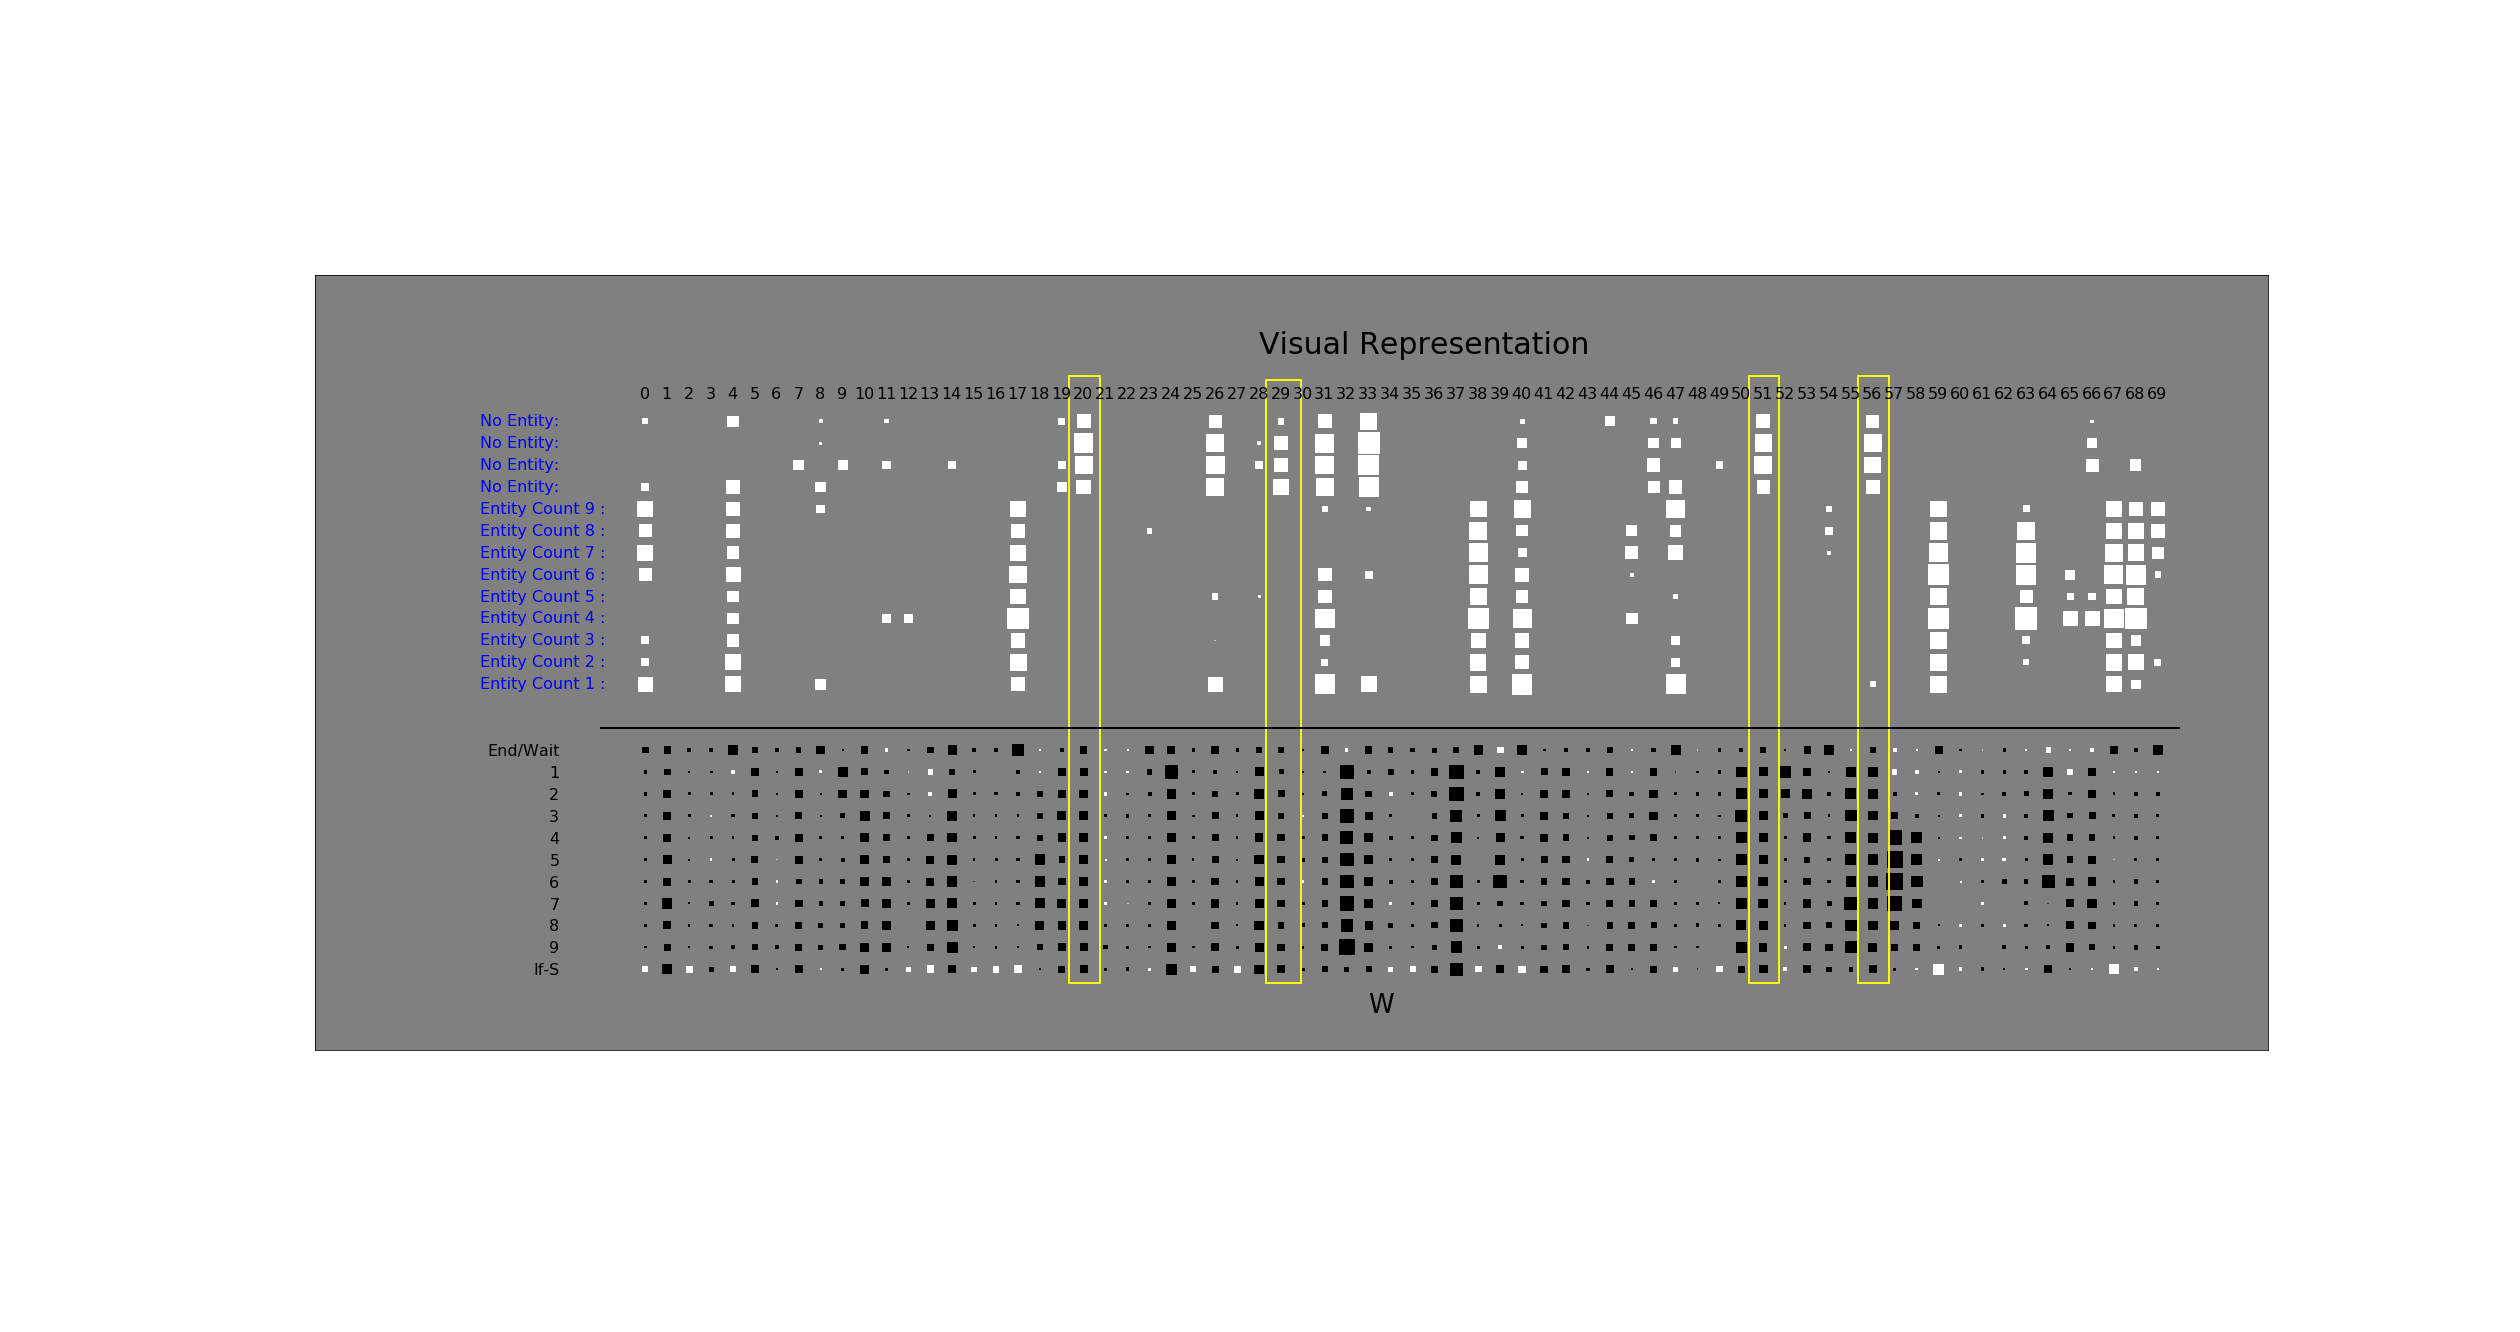 Visual Representation
0 1 2 3 4 5 6 7 8 9 10 11 12 13 14 15 16 17 18 19 20 21 22 23 24 25 26 27 28 29 30 31 32 33 34 35 36 37 38 39 40 41 42 43 44 45 46 47 48 49 50 51 52 53 54 55 56 57 58 59 60 61 62 63 64 65 66 67 68 69
No Entity:
No Entity:
No Entity:
No Entity:
Entity Count 9 :
Entity Count 8 :
Entity Count 7 :
Entity Count 6 :
Entity Count 5 :
Entity Count 4 :
Entity Count 3 :
Entity Count 2 :
Entity Count 1 :
End/Wait
1
2
3
4
5
6
7
8
9
If-S
W